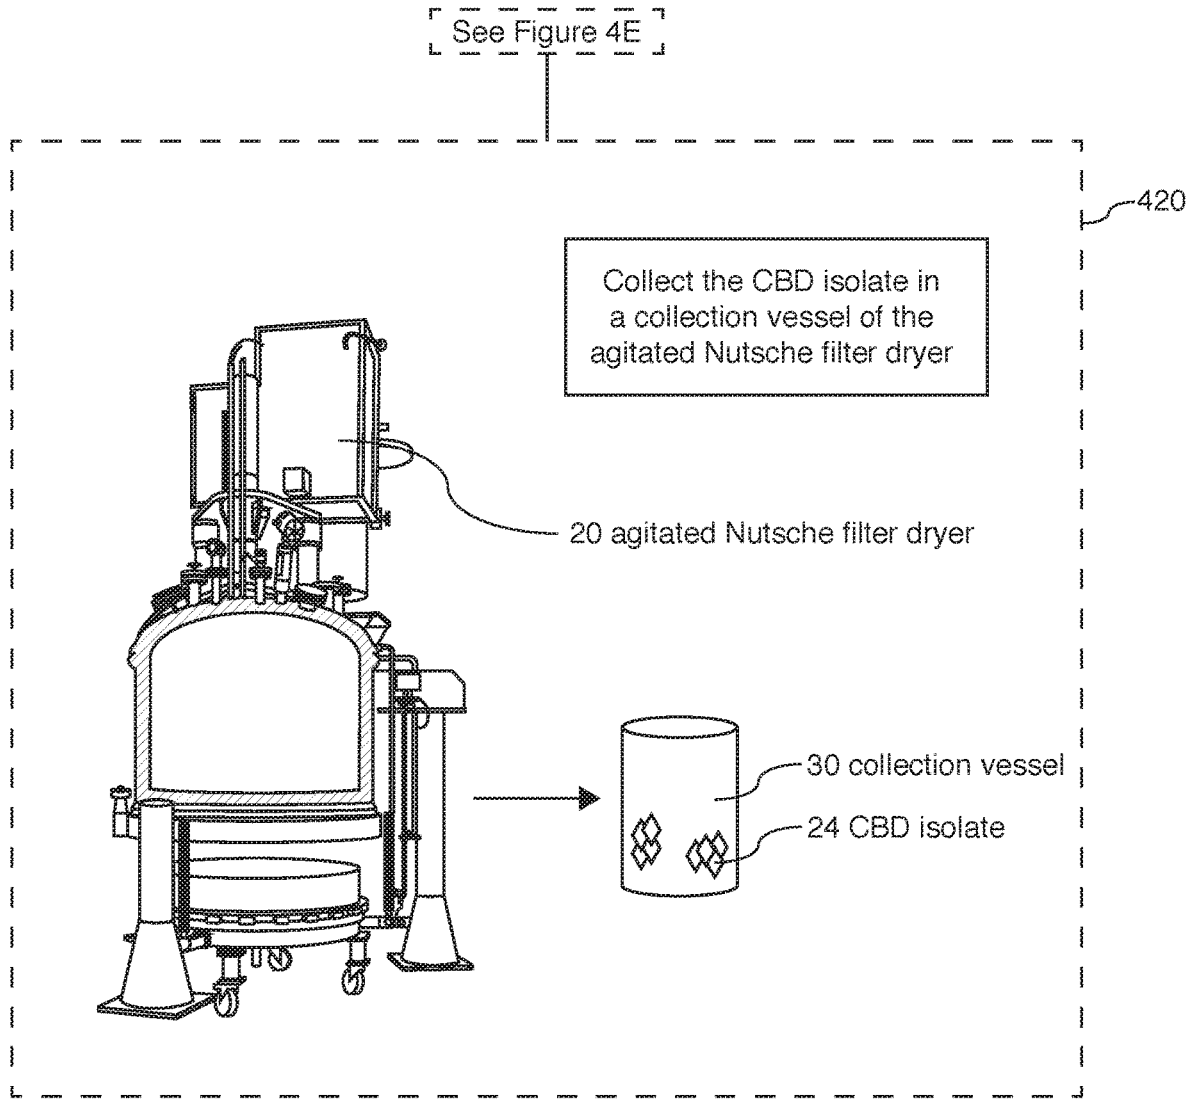 See Figure 4E
420
Collect the CBD isolate in
a collection vessel of the
agitated Nutsche filter dryer
20 agitated Nutsche filter dryer
30 collection vessel
24 CBD isolate